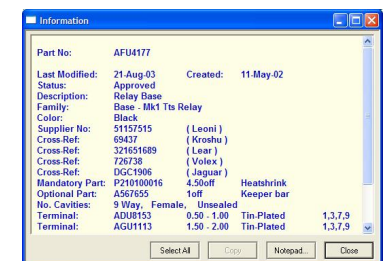 Information
Part No: AFU4177
Last Modified: 21-Aug-03 Created: 11-May-02
Status: Approved
Description: Relay Base
Family: Base - Mk1 Tts Relay
Color: Black
Supplier No: 51157515 ( Leoni )
Cross-Ref: 69437 ( Kroshu )
Cross-Ref: 321651689 ( Lear )
Cross-Ref: 726738 ( Volex )
Cross-Ref: DGC1906 ( Jaguar )
Mandatory Part: P210100016 4.50off Heatshrink
Optional Part: A567655 1off Keeper bar
No. Cavities: 9 Way, Female, Unsealed
Terminal: ADU8153 0.50 - 1.00 Tin-Plated 1,3,7,9
Terminal: AGU1113 1.50 - 2.00 Tin-Plated 1,3,7,9
Select All Copy Notepad... Close